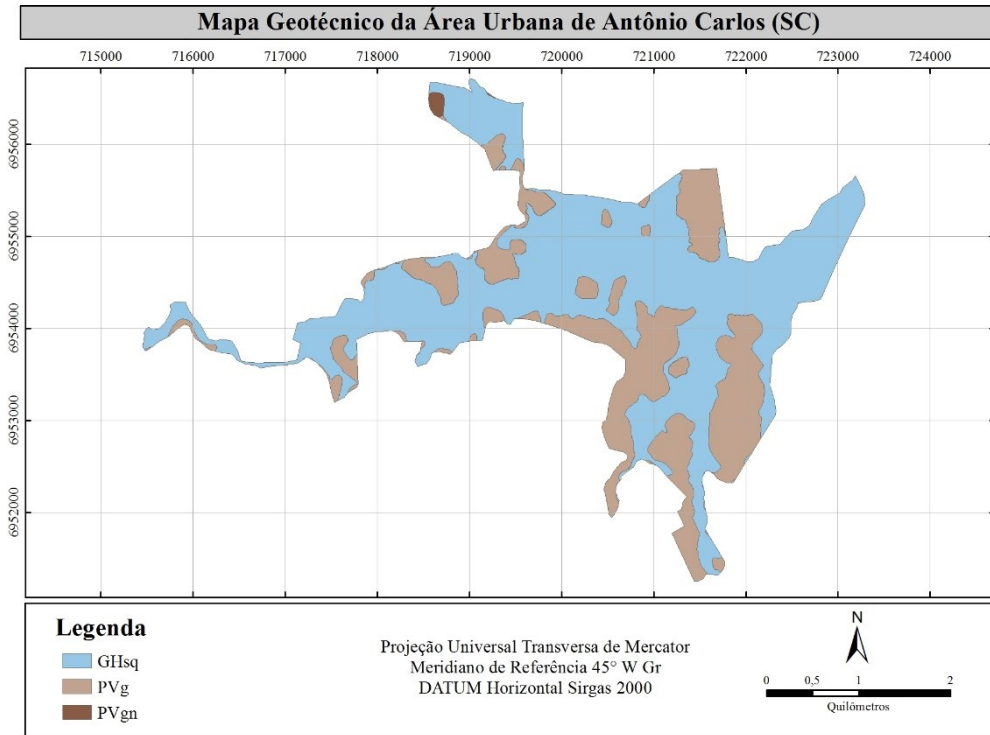 Mapa Geotécnico da Área Urbana de Antônio Carlos (SC)
715000 716000 717000 718000 719000 720000 721000 722000 723000 724000
6956000
6955000
6954000
6953000
6952000
Legenda
GHsq
PVg
PVgn
Projeção Universal Transversa de Mercator
Meridiano de Referência 45° W Gr
DATUM Horizontal Sirgas 2000
N
0 0,5 1 2
Quilômetros